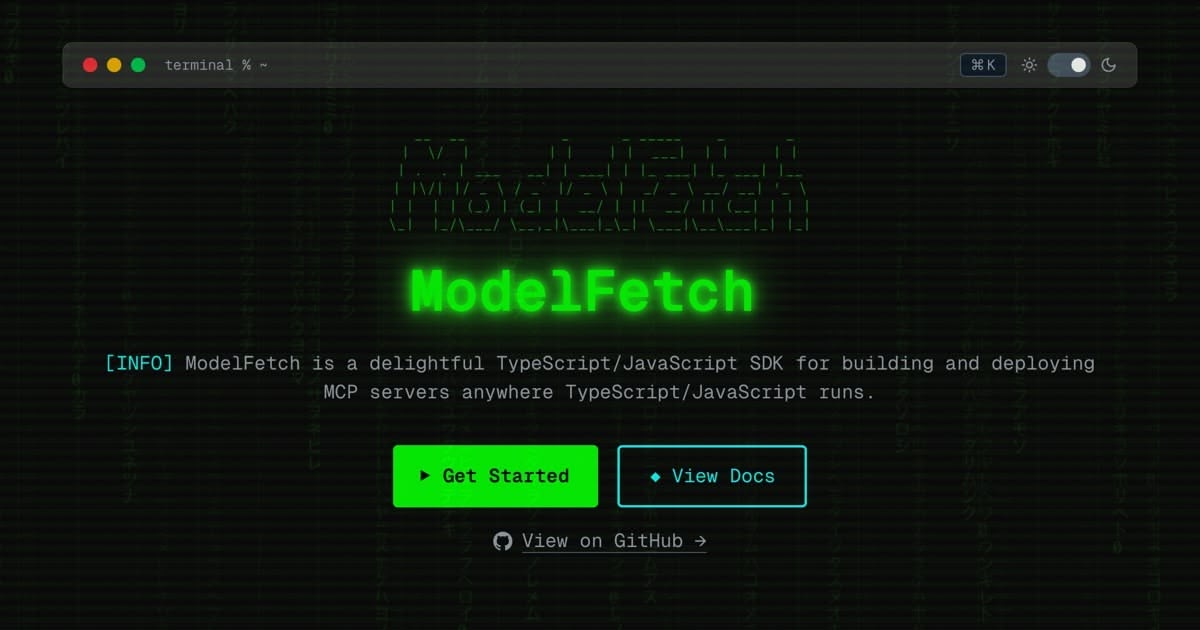 terminal % ~
⌘K
ModelFetch
[INFO] ModelFetch is a delightful TypeScript/JavaScript SDK for building and deploying
MCP servers anywhere TypeScript/JavaScript runs.
▶ Get Started
◆ View Docs
View on GitHub →